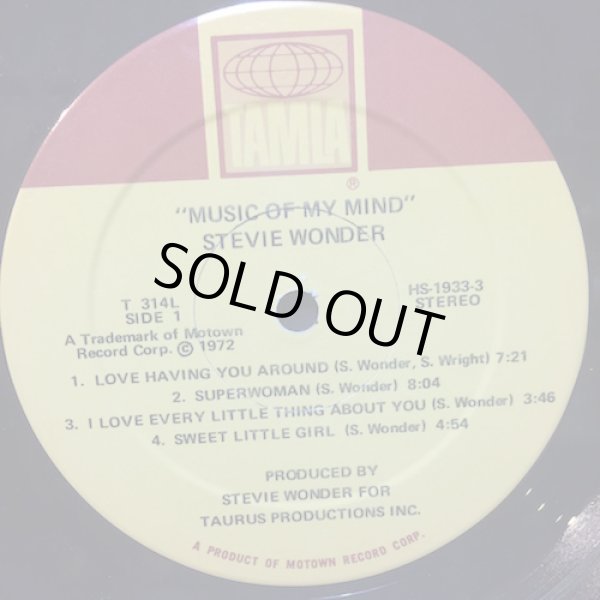 TAMLA
®
"MUSIC OF MY MIND"
STEVIE WONDER
SOLD OUT
T 314L
SIDE 1
HS-1933-3
STEREO
A Trademark of Motown
Record Corp. © 1972
1. LOVE HAVING YOU AROUND (S. Wonder, S. Wright) 7:21
2. SUPERWOMAN (S. Wonder) 8:04
3. I LOVE EVERY LITTLE THING ABOUT YOU (S. Wonder) 3:46
4. SWEET LITTLE GIRL (S. Wonder) 4:54
PRODUCED BY
STEVIE WONDER FOR
TAURUS PRODUCTIONS INC.
A PRODUCT OF MOTOWN RECORD CORP.